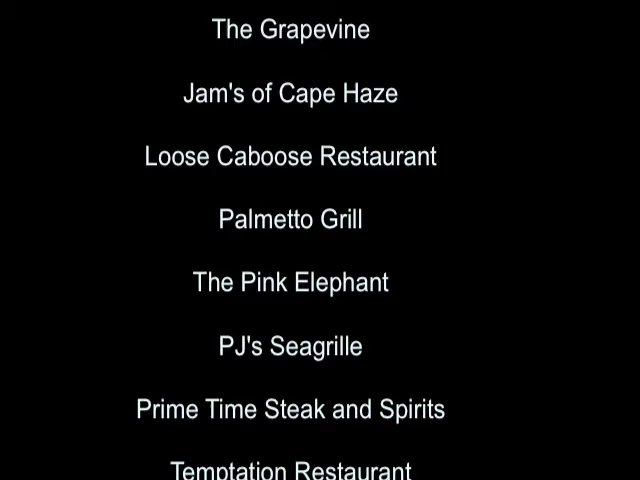 The Grapevine
Jam's of Cape Haze
Loose Caboose Restaurant
Palmetto Grill
The Pink Elephant
PJ's Seagrille
Prime Time Steak and Spirits
Temptation Restaurant